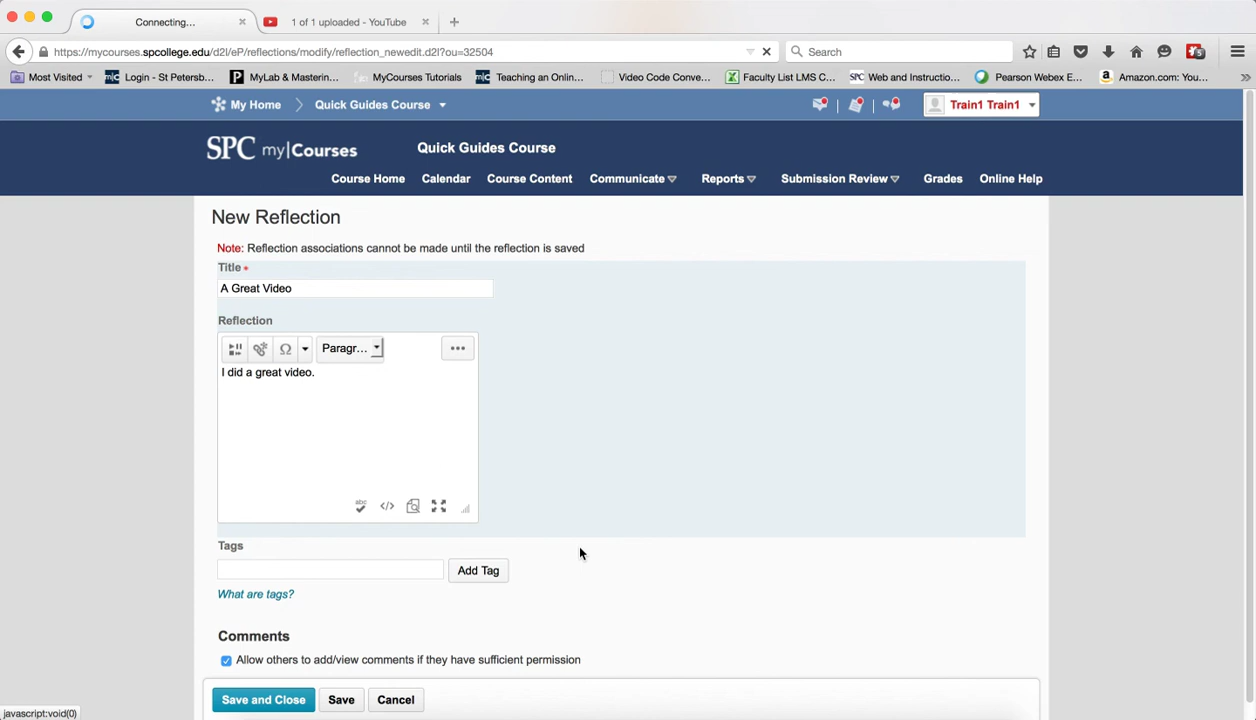 Connecting...
1 of 1 uploaded - YouTube
https://mycourses.spcollege.edu/d2l/eP/reflections/modify/reflection_newedit.d2l?ou=32504
Search
5
Most Visited
Login - St Petersb...
MyLab & Mastering...
MyCourses Tutorials
Teaching an Onlin...
Video Code Conve...
Faculty List LMS C...
Web and Instructio...
Pearson Webex E...
Amazon.com: You...
My Home
Quick Guides Course
Train1 Train1
SPC my|Courses
Quick Guides Course
Course Home
Calendar
Course Content
Communicate
Reports
Submission Review
Grades
Online Help
New Reflection
Note: Reflection associations cannot be made until the reflection is saved
Title *
A Great Video
Reflection
Paragr...
I did a great video.
Tags
Add Tag
What are tags?
Comments
Allow others to add/view comments if they have sufficient permission
Save and Close
Save
Cancel
javascript:void(0)